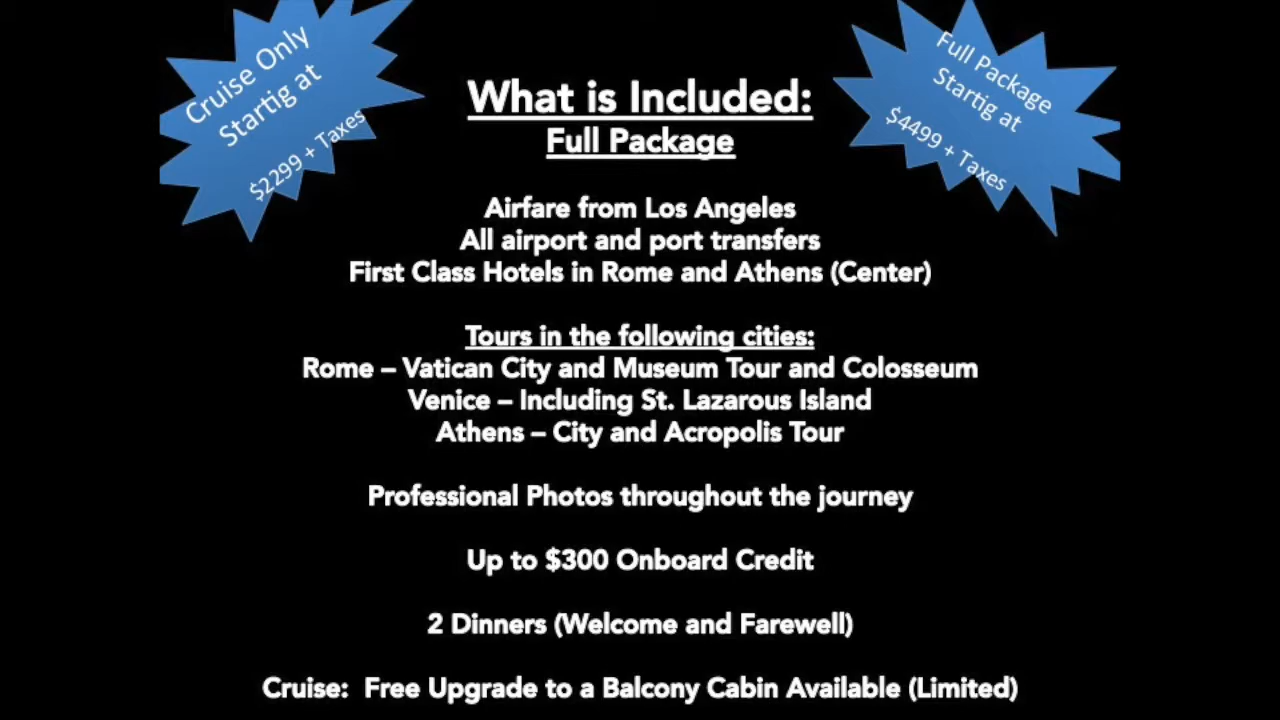 Cruise Only
Startig at
$2299 + Taxes
Full Package
Startig at
$4499 + Taxes
What is Included:
Full Package
Airfare from Los Angeles
All airport and port transfers
First Class Hotels in Rome and Athens (Center)
Tours in the following cities:
Rome – Vatican City and Museum Tour and Colosseum
Venice – Including St. Lazarous Island
Athens – City and Acropolis Tour
Professional Photos throughout the journey
Up to $300 Onboard Credit
2 Dinners (Welcome and Farewell)
Cruise:  Free Upgrade to a Balcony Cabin Available (Limited)